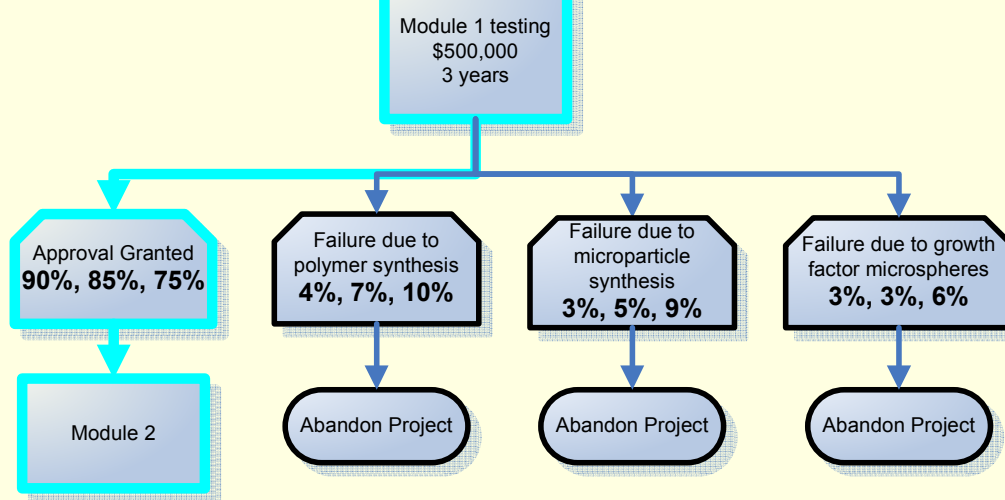 Module 1 testing
$500,000
3 years
Approval Granted
90%, 85%, 75%
Failure due to
polymer synthesis
4%, 7%, 10%
Failure due to
microparticle
synthesis
3%, 5%, 9%
Failure due to growth
factor microspheres
3%, 3%, 6%
Module 2
Abandon Project
Abandon Project
Abandon Project